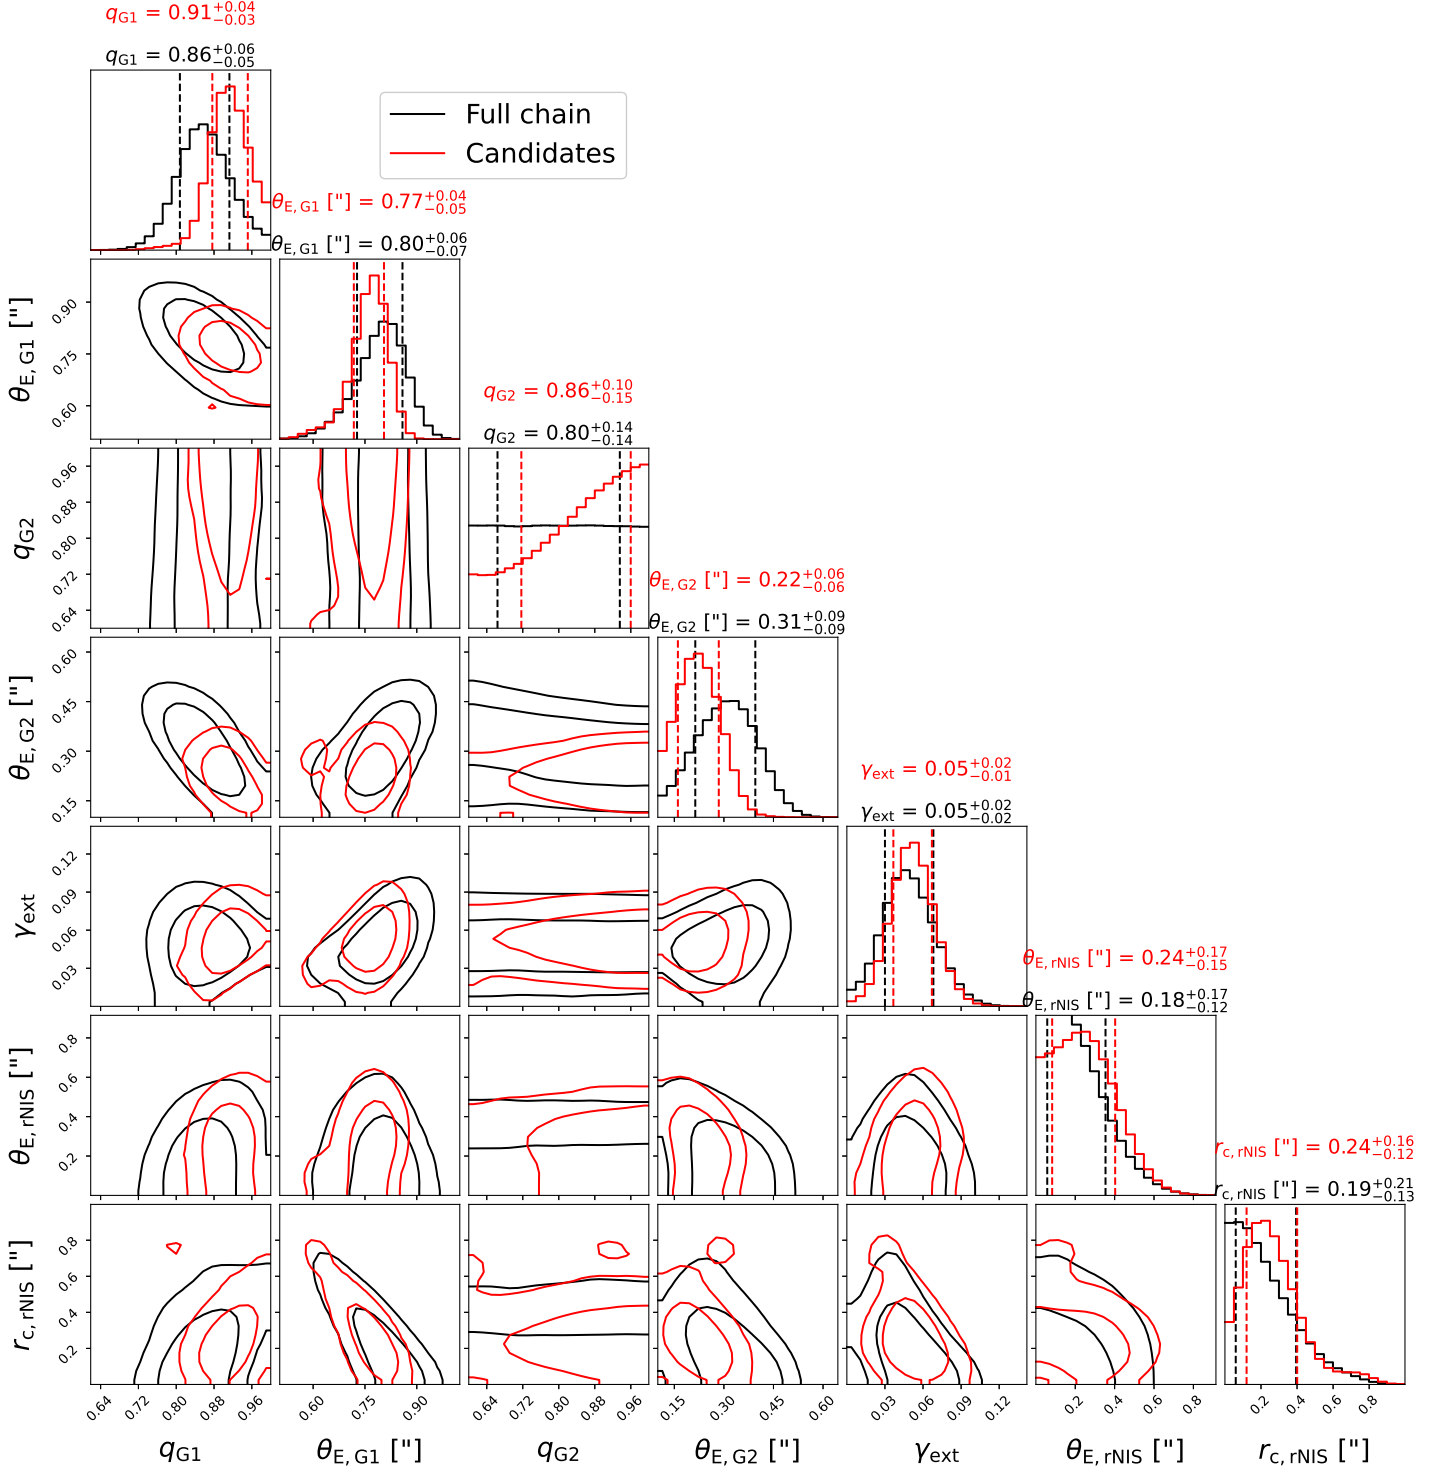 q_G1 = 0.91^{+0.04}_{−0.03}
q_G1 = 0.86^{+0.06}_{−0.05}
Full chain
Candidates
θ_E, G1 ["] = 0.77^{+0.04}_{−0.05}
θ_E, G1 ["] = 0.80^{+0.06}_{−0.07}
θ_E, G1 ["]
0.90
0.75
0.60
q_G2 = 0.86^{+0.10}_{−0.15}
q_G2 = 0.80^{+0.14}_{−0.14}
q_G2
0.96
0.88
0.80
0.72
0.64
θ_E, G2 ["] = 0.22^{+0.06}_{−0.06}
θ_E, G2 ["] = 0.31^{+0.09}_{−0.09}
θ_E, G2 ["]
0.60
0.45
0.30
0.15
γ_ext = 0.05^{+0.02}_{−0.01}
γ_ext = 0.05^{+0.02}_{−0.02}
γ_ext
0.12
0.09
0.06
0.03
θ_E, rNIS ["] = 0.24^{+0.17}_{−0.15}
θ_E, rNIS ["] = 0.18^{+0.17}_{−0.12}
θ_E, rNIS ["]
0.8
0.6
0.4
0.2
r_c, rNIS ["] = 0.24^{+0.16}_{−0.12}
r_c, rNIS ["] = 0.19^{+0.21}_{−0.13}
r_c, rNIS ["]
0.8
0.6
0.4
0.2
0.64 0.72 0.80 0.88 0.96 0.60 0.75 0.90 0.64 0.72 0.80 0.88 0.96 0.15 0.30 0.45 0.60 0.03 0.06 0.09 0.12 0.2 0.4 0.6 0.8 0.2 0.4 0.6 0.8
q_G1 θ_E, G1 ["] q_G2 θ_E, G2 ["] γ_ext θ_E, rNIS ["] r_c, rNIS ["]